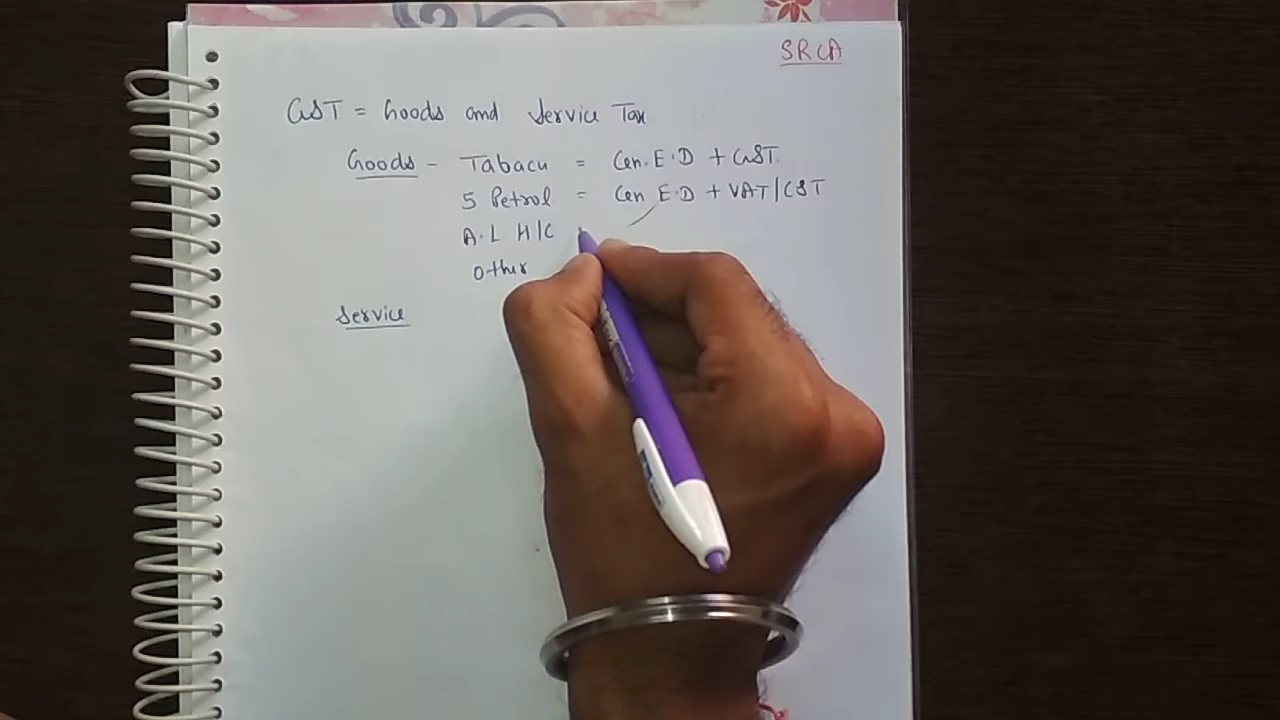 SRCA
GST = Goods and Service Tax
Goods - Tabacu = Cen. E.D + GST.
5 Petrol = Cen E.D + VAT/CST
A.L H/C
Other
Service